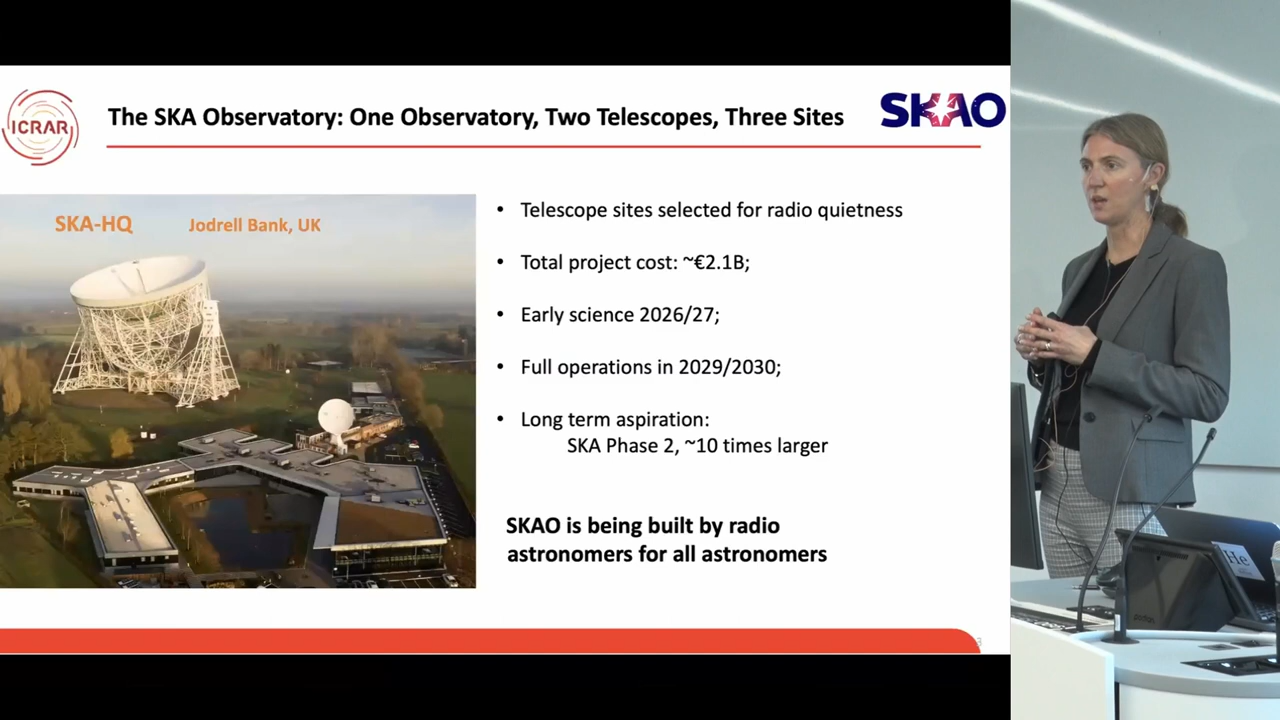 ICRAR
The SKA Observatory: One Observatory, Two Telescopes, Three Sites
SKAO
SKA-HQ
Jodrell Bank, UK
• Telescope sites selected for radio quietness
• Total project cost: ~€2.1B;
• Early science 2026/27;
• Full operations in 2029/2030;
• Long term aspiration:
SKA Phase 2, ~10 times larger
SKAO is being built by radio
astronomers for all astronomers
3
He